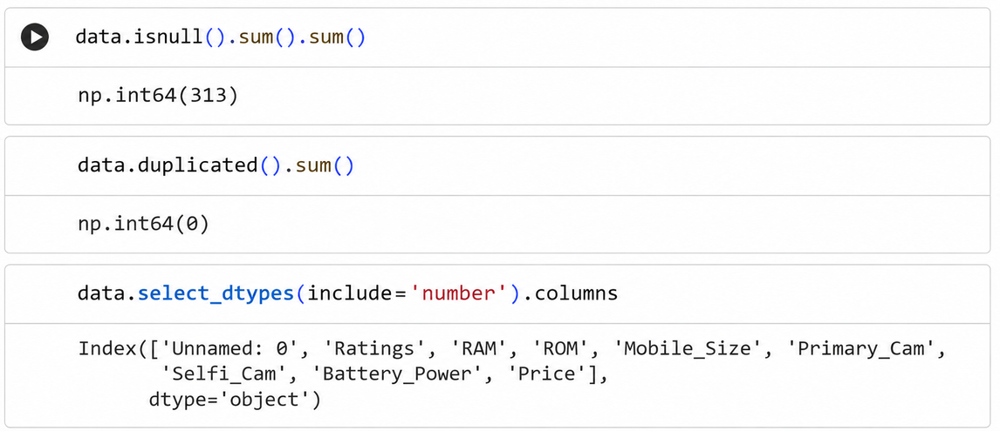 data.isnull().sum().sum()
np.int64(313)
data.duplicated().sum()
np.int64(0)
data.select_dtypes(include='number').columns
Index(['Unnamed: 0', 'Ratings', 'RAM', 'ROM', 'Mobile_Size', 'Primary_Cam',
'Selfi_Cam', 'Battery_Power', 'Price'],
dtype='object')